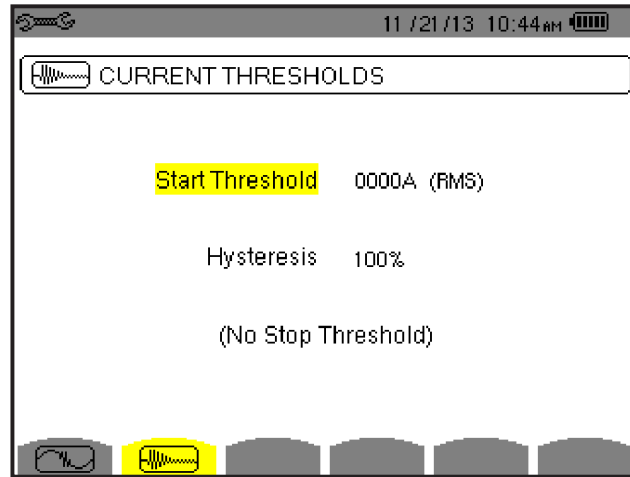 11/21/13 10:44AM
CURRENT THRESHOLDS
Start Threshold 0000A (RMS)
Hysteresis 100%
(No Stop Threshold)